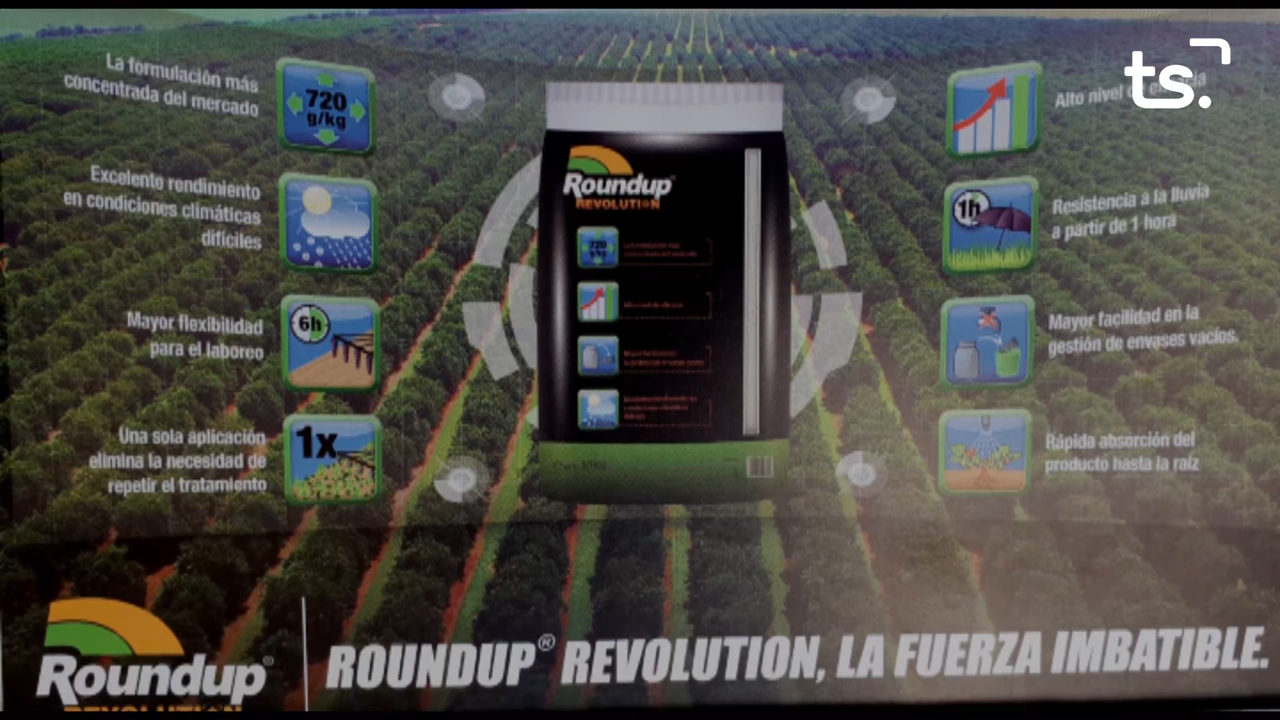 ts.
La formulación más
concentrada del mercado
720
g/kg
Excelente rendimiento
en condiciones climáticas
difíciles
6h
Mayor flexibilidad
para el laboreo
1x
Una sola aplicación
elimina la necesidad de
repetir el tratamiento
Roundup
REVOLUTION
720
g/kg
Alto nivel de
1h
Resistencia a la lluvia
a partir de 1 hora
Mayor facilidad en la
gestión de envases vacíos.
Rápida absorción del
producto hasta la raíz
Roundup®
REVOLUTION
ROUNDUP® REVOLUTION, LA FUERZA IMBATIBLE.